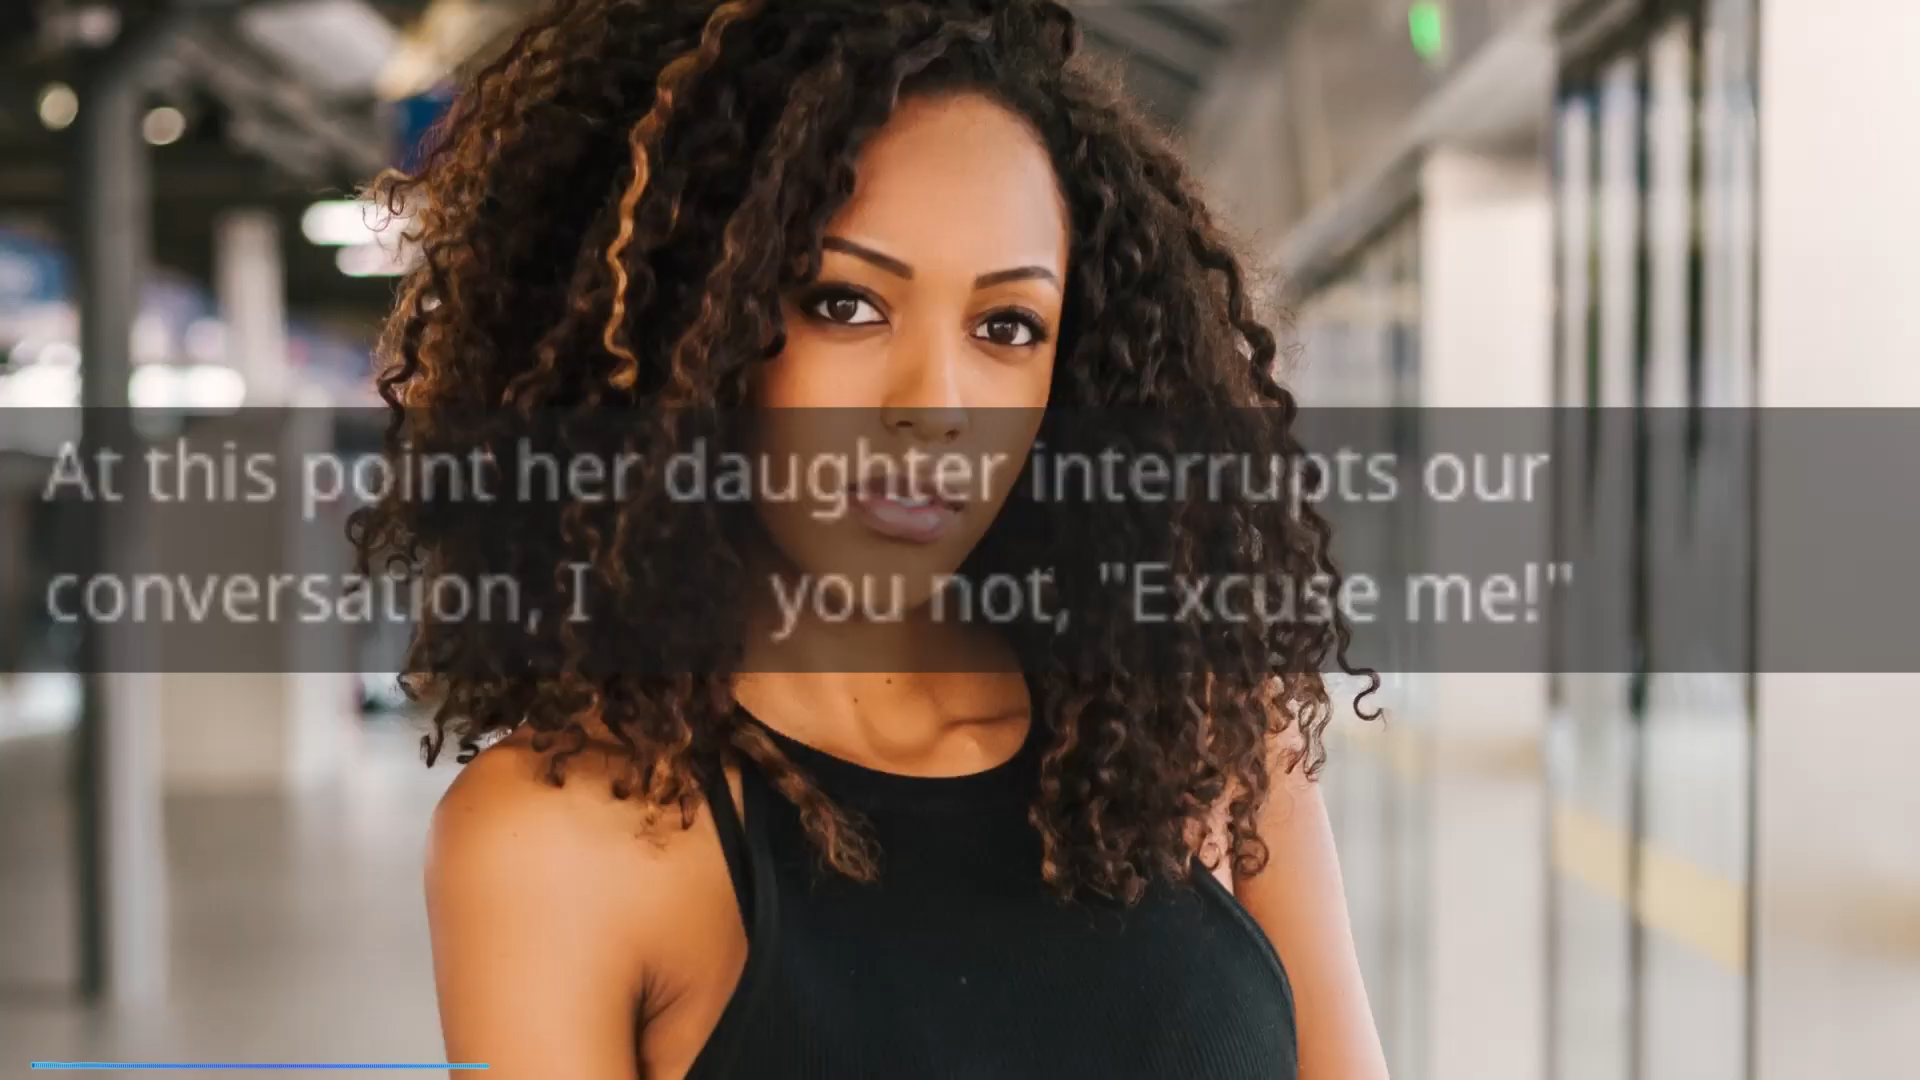 At this point her daughter interrupts our
conversation, I you not, "Excuse me!"